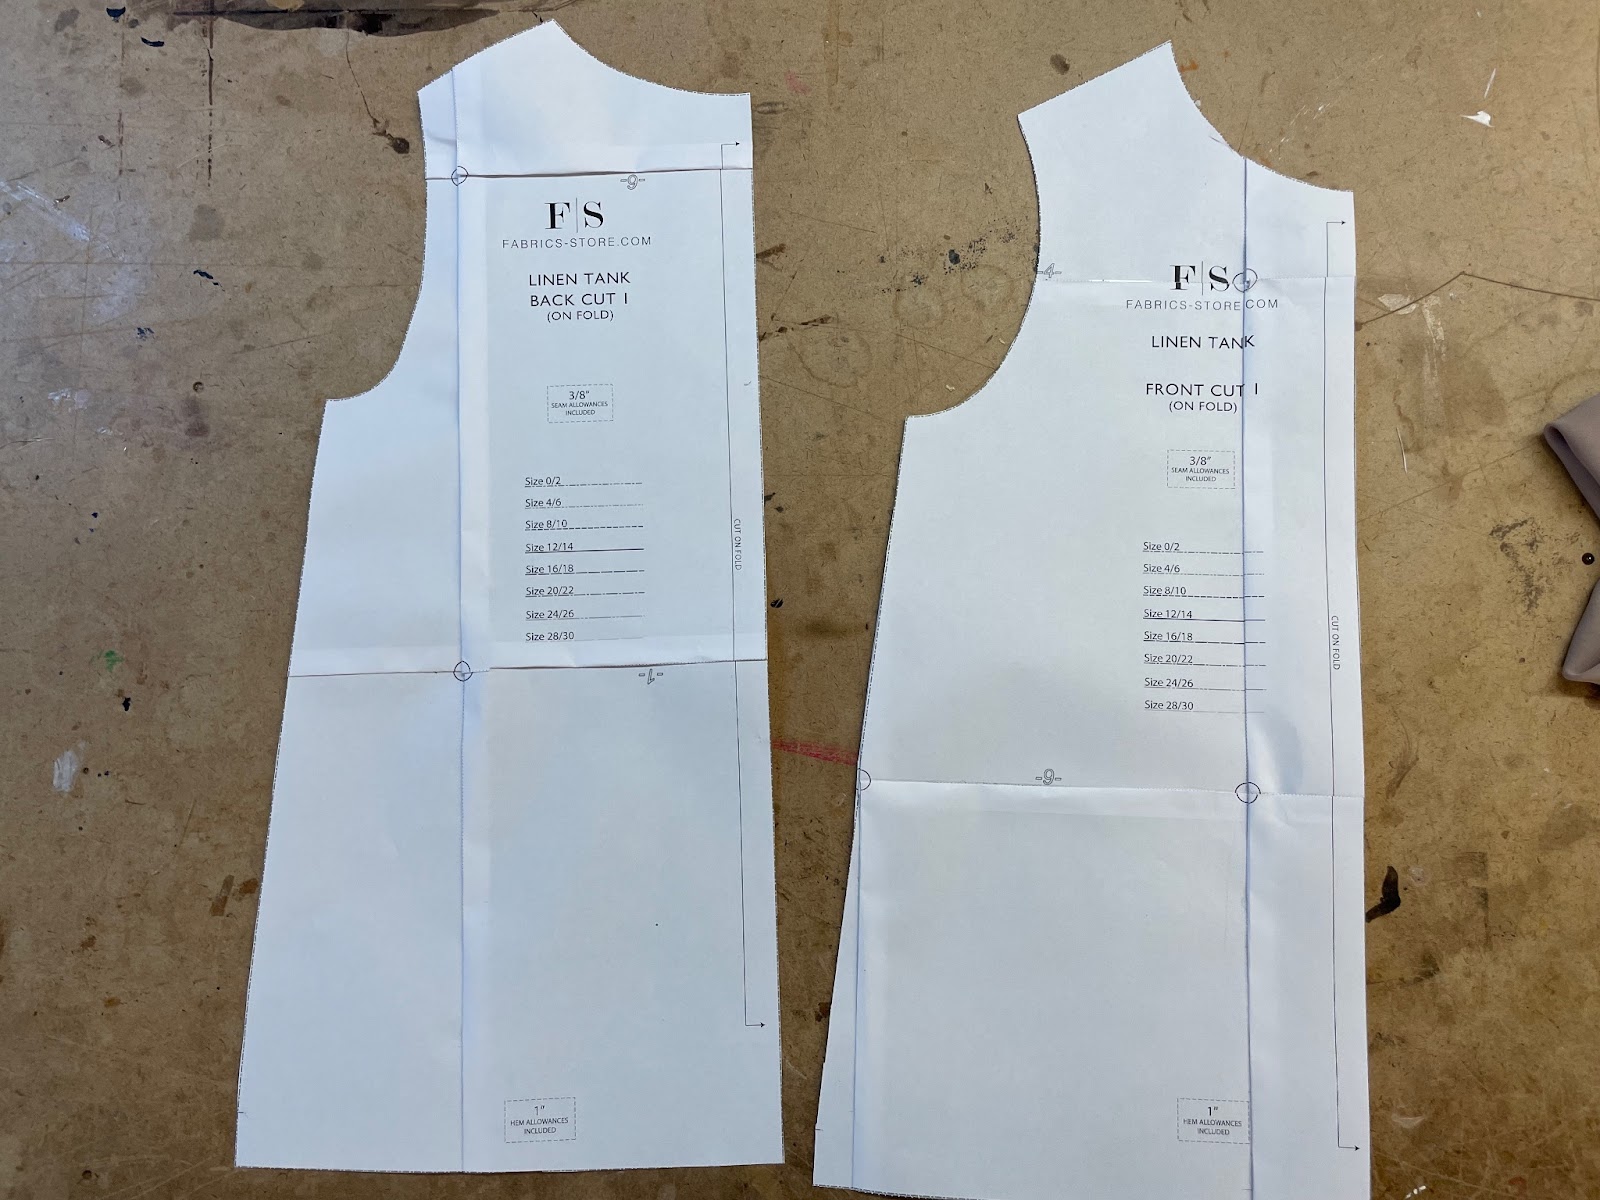 -9-
F|S
FABRICS-STORE.COM
LINEN TANK
BACK CUT 1
(ON FOLD)
3/8"
SEAM ALLOWANCES
INCLUDED
Size 0/2
Size 4/6
Size 8/10
Size 12/14
Size 16/18
Size 20/22
Size 24/26
Size 28/30
CUT ON FOLD
-1-
1"
HEM ALLOWANCES
INCLUDED
-4-
F|S
FABRICS-STORE.COM
LINEN TANK
FRONT CUT 1
(ON FOLD)
3/8"
SEAM ALLOWANCES
INCLUDED
Size 0/2
Size 4/6
Size 8/10
Size 12/14
Size 16/18
Size 20/22
Size 24/26
Size 28/30
CUT ON FOLD
-9-
1"
HEM ALLOWANCES
INCLUDED